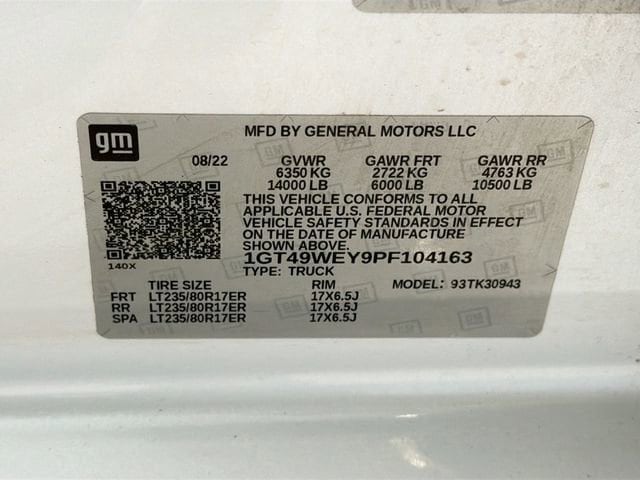 gm
MFD BY GENERAL MOTORS LLC
08/22 GVWR GAWR FRT GAWR RR
6350 KG 2722 KG 4763 KG
14000 LB 6000 LB 10500 LB
THIS VEHICLE CONFORMS TO ALL
APPLICABLE U.S. FEDERAL MOTOR
VEHICLE SAFETY STANDARDS IN EFFECT
ON THE DATE OF MANUFACTURE
SHOWN ABOVE.
1GT49WEY9PF104163
140X
TYPE: TRUCK
TIRE SIZE RIM MODEL: 93TK30943
FRT LT235/80R17ER 17X6.5J
RR LT235/80R17ER 17X6.5J
SPA LT235/80R17ER 17X6.5J